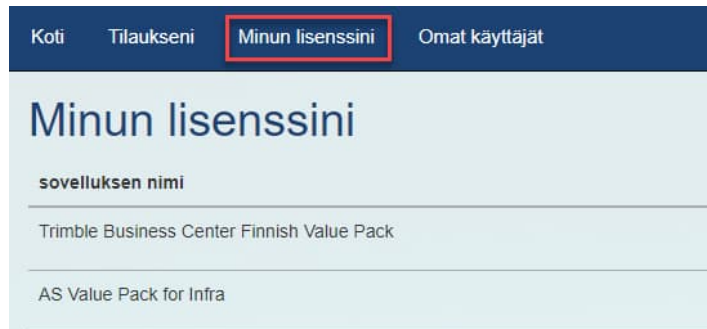 Koti Tilaukseni Minun lisenssini Omat käyttäjät
Minun lisenssini
sovelluksen nimi
Trimble Business Center Finnish Value Pack
AS Value Pack for Infra